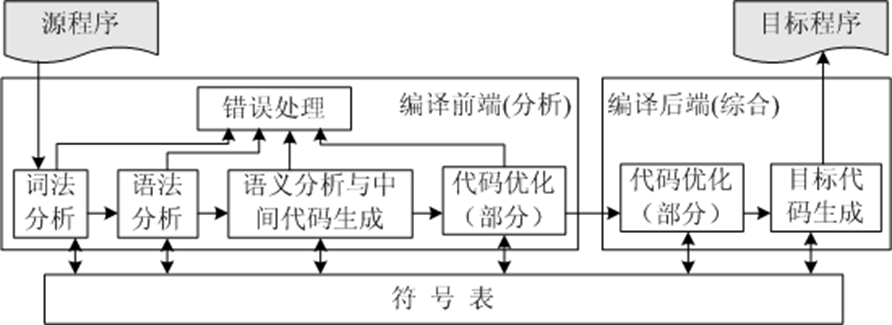 源程序
目标程序
错误处理
编译前端(分析)
编译后端(综合)
词法
分析
语法
分析
语义分析与中
间代码生成
代码优化
（部分）
代码优化
（部分）
目标代
码生成
符 号 表